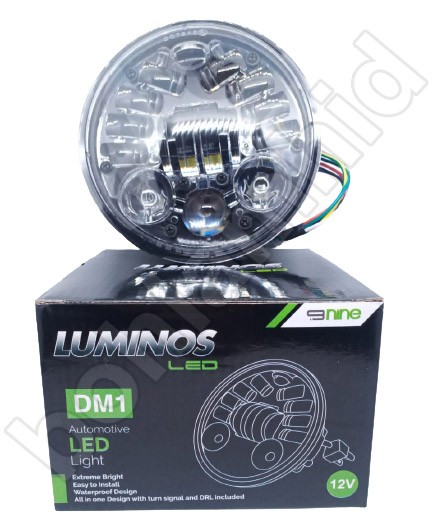 LUMINOS
LED
9nine
DM1
Automotive
LED
Light
Extreme Bright
Easy to Install
Waterproof Design
All in one Design with turn signal and DRL included
12V